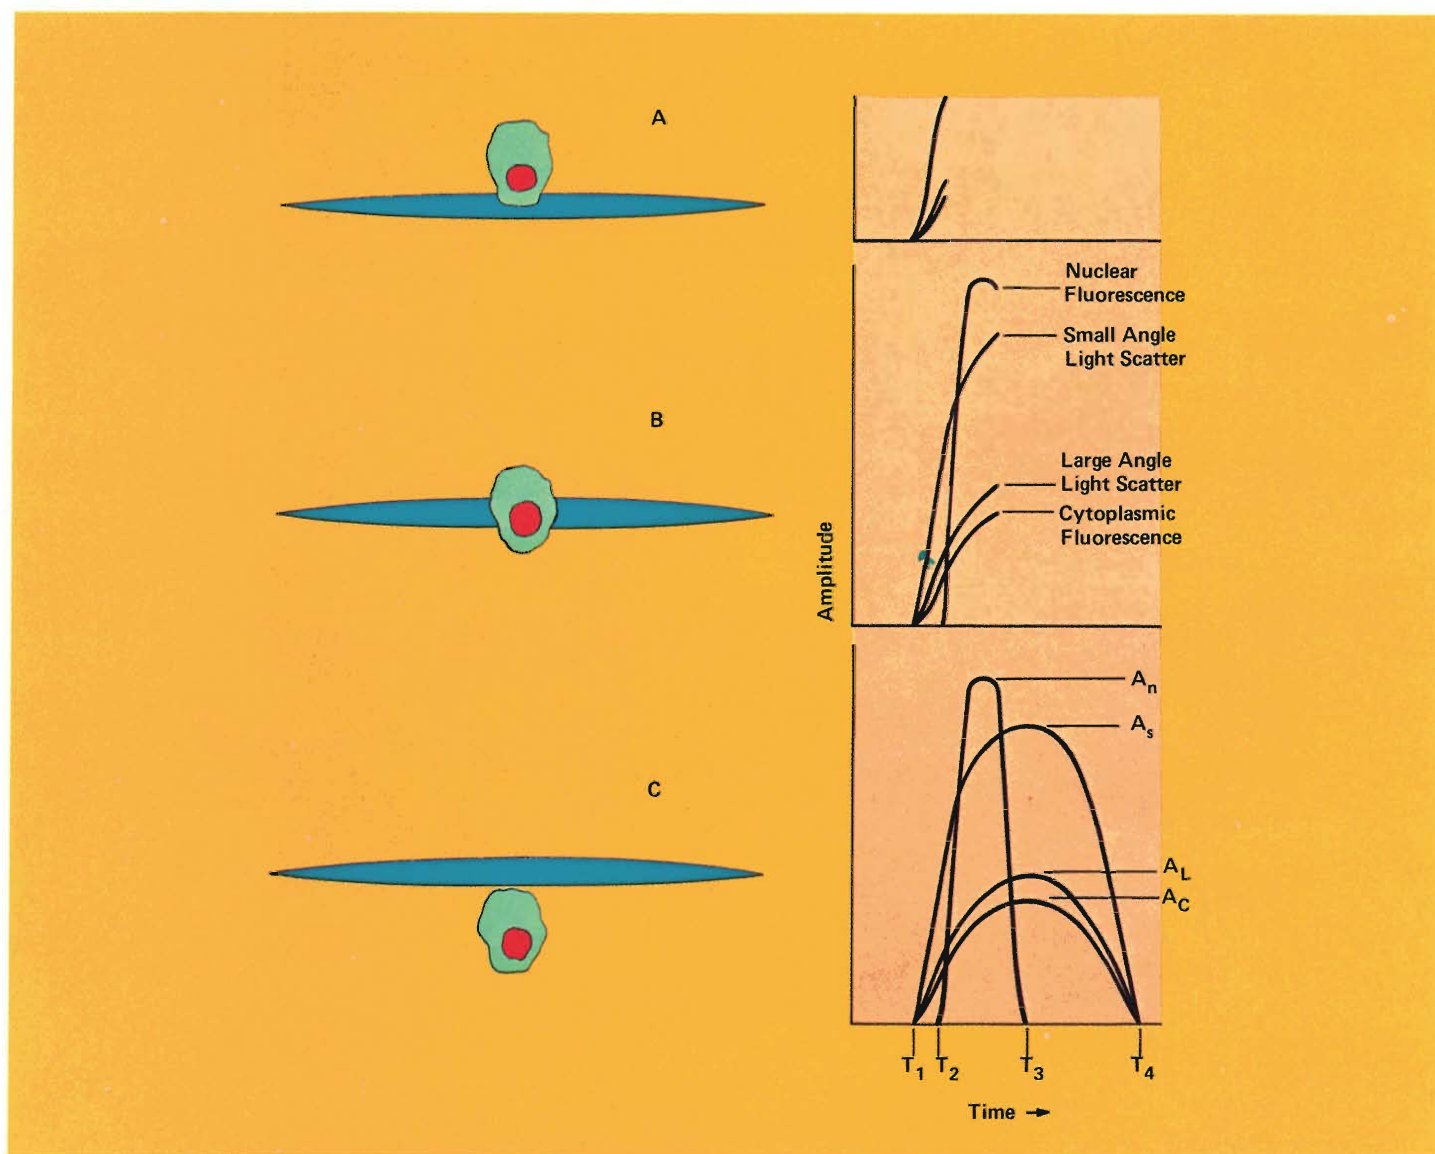 A
Nuclear
Fluorescence
Small Angle
Light Scatter
B
Large Angle
Light Scatter
Cytoplasmic
Fluorescence
Amplitude
An
As
C
AL
AC
T1 T2 T3 T4
Time →